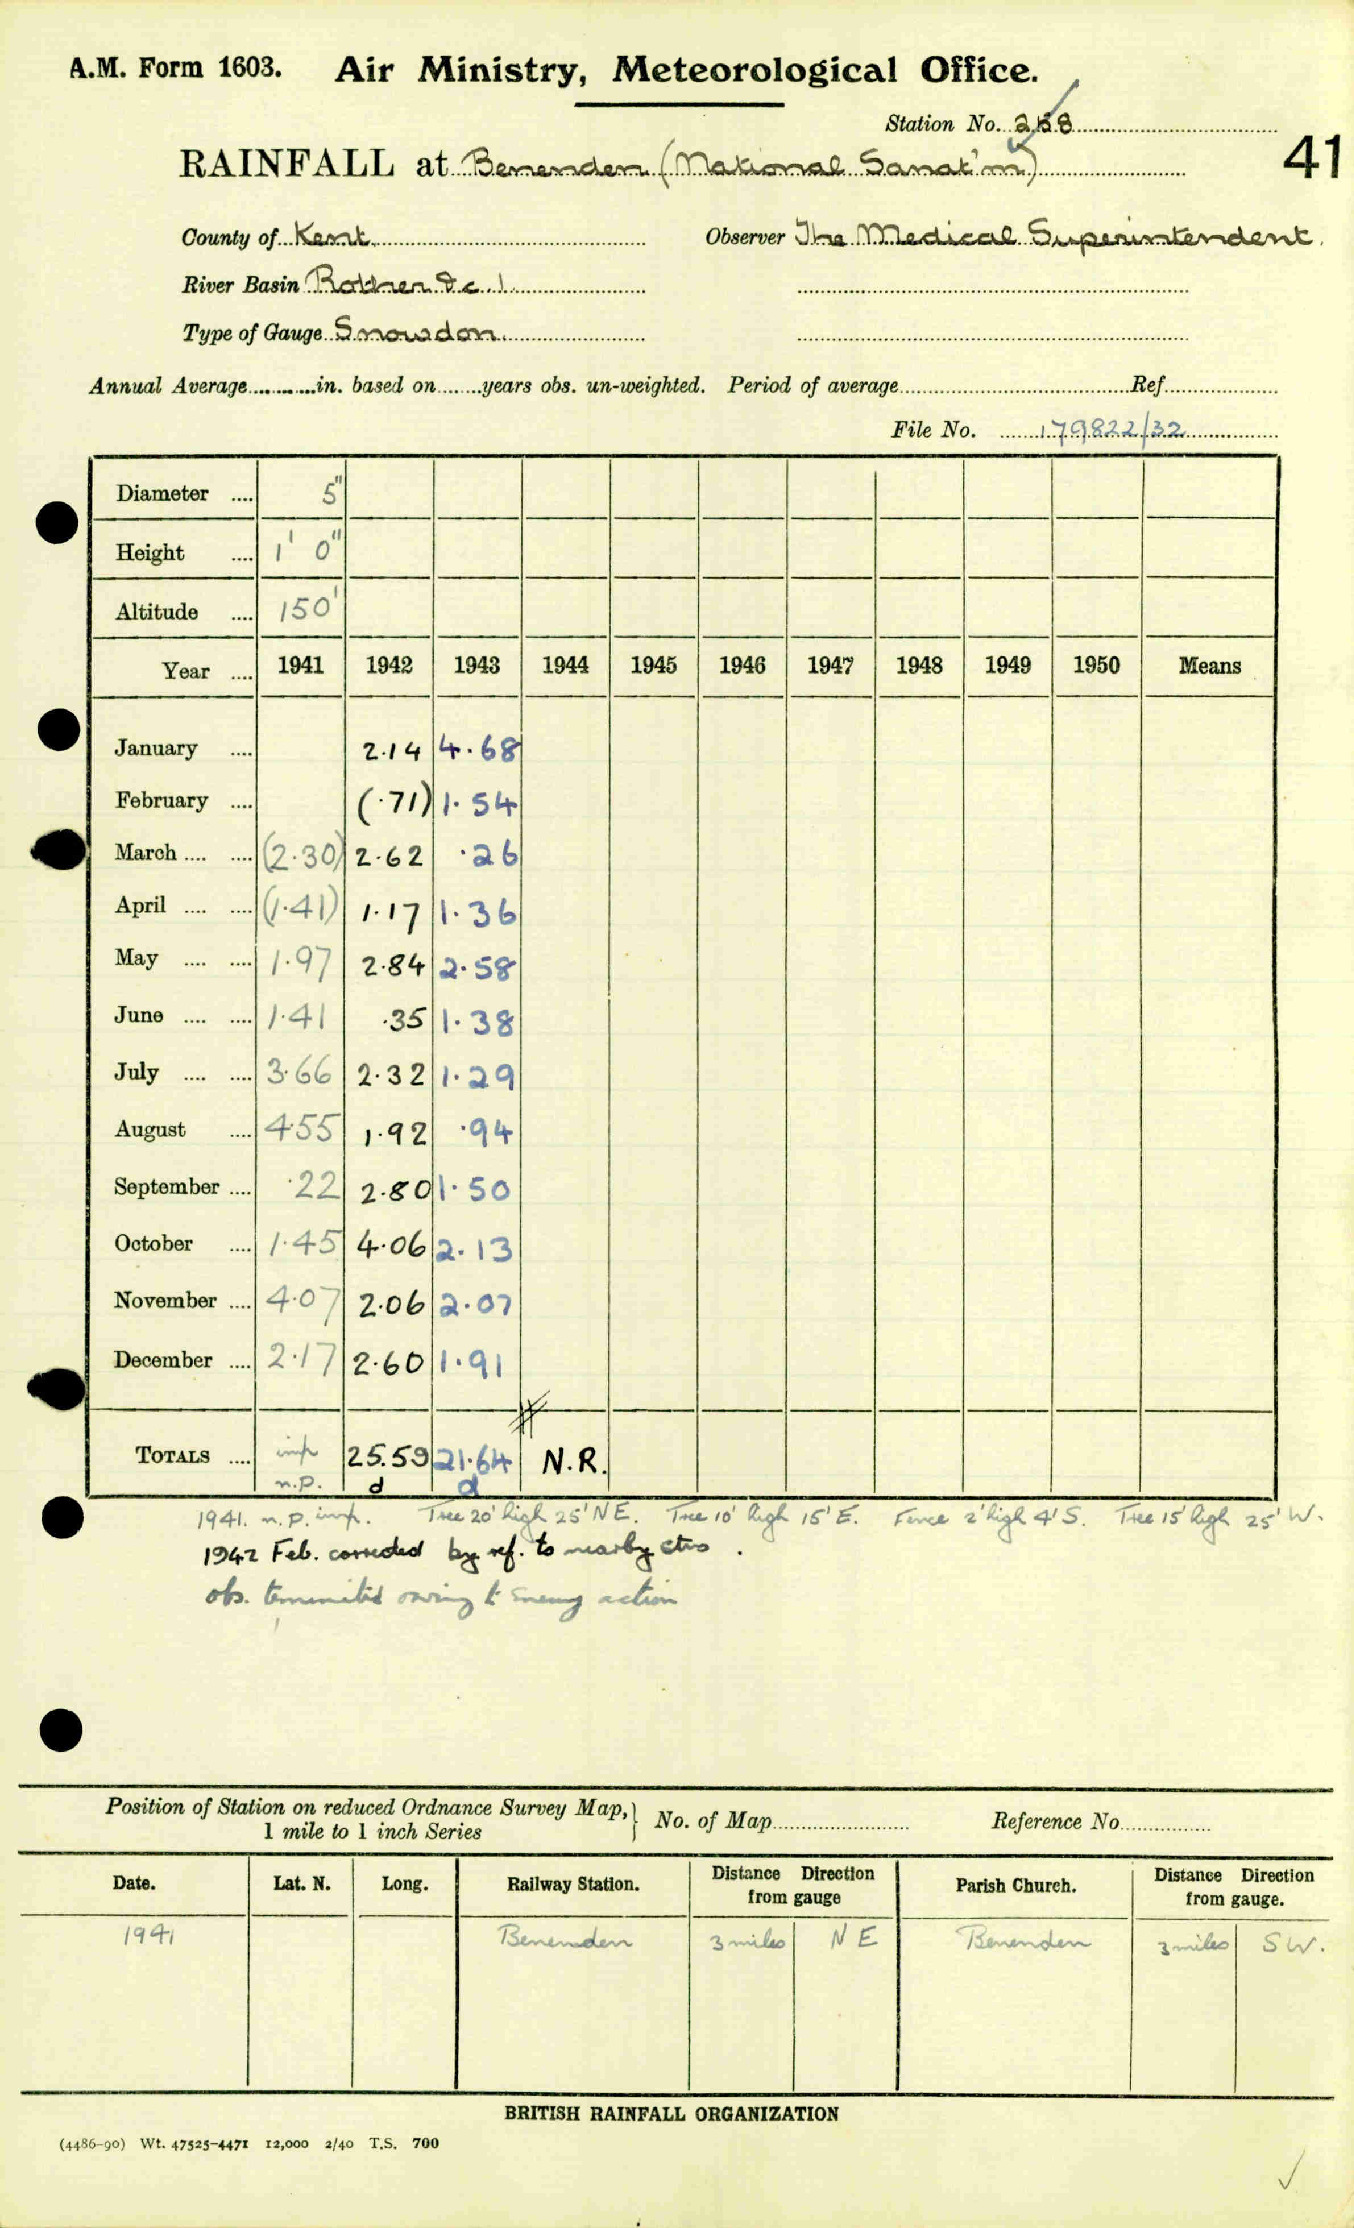 A.M. Form 1603. Air Ministry, Meteorological Office.
Station No. 258
41
RAINFALL at Benenden (National Sanat'm)
County of Kent Observer The Medical Superintendent.
River Basin Rother &c. 1.
Type of Gauge Snowdon.
Annual Average in. based on years obs. un-weighted. Period of average Ref.
File No. 179822/32
Diameter .... 5"
Height .... 1' 0"
Altitude .... 150'
Year .... 1941 1942 1943 1944 1945 1946 1947 1948 1949 1950 Means
January .... 2.14 4.68
February .... (.71) 1.54
March .... .... (2.30) 2.62 .26
April .... .... (1.41) 1.17 1.36
May .... .... 1.97 2.84 2.58
June .... .... 1.41 .35 1.38
July .... .... 3.66 2.32 1.29
August .... 4.55 1.92 .94
September .... .22 2.80 1.50
October .... 1.45 4.06 2.13
November .... 4.07 2.06 2.07
December .... 2.17 2.60 1.91
TOTALS .... imp 25.59 21.64 N.R.
n.p. d d
1941. n.p. imp. Tree 20' high 25' NE. Tree 10' high 15' E. Fence 2' high 4' S. Tree 15' high 25' W.
1942 Feb. corrected by ref. to nearby stns.
obs. terminated owing to enemy action
Position of Station on reduced Ordnance Survey Map, } No. of Map Reference No.
1 mile to 1 inch Series
Date. Lat. N. Long. Railway Station. Distance Direction from gauge Parish Church. Distance Direction from gauge.
1941 Benenden 3 miles NE Benenden 3 miles SW.
BRITISH RAINFALL ORGANIZATION
(4486-90) Wt. 47525-4471 12,000 2/40 T.S. 700